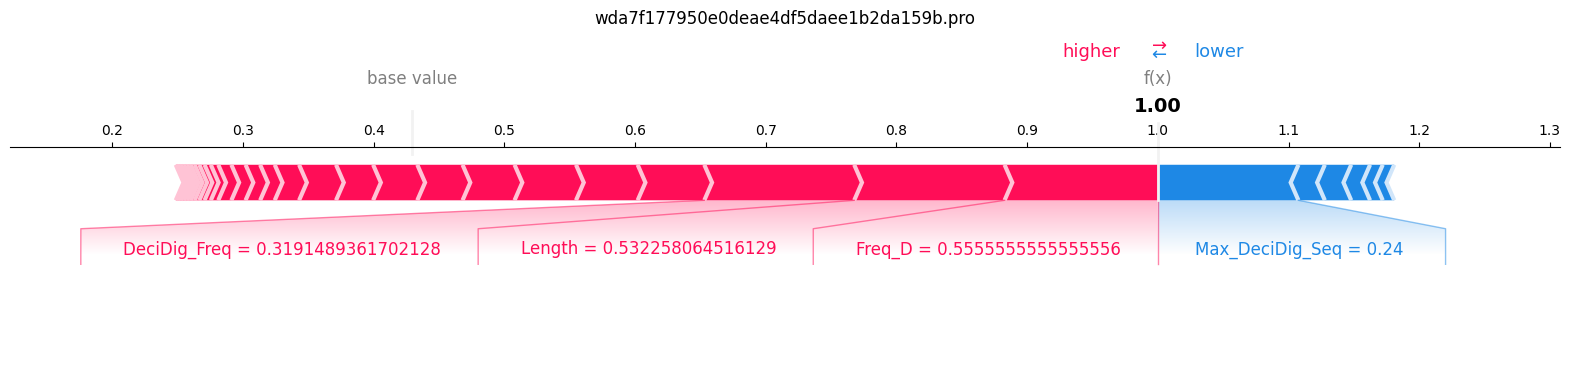 wda7f177950e0deae4df5daee1b2da159b.pro
higher ⇄ lower
base value f(x)
1.00
0.2 0.3 0.4 0.5 0.6 0.7 0.8 0.9 1.0 1.1 1.2 1.3
DeciDig_Freq = 0.3191489361702128 Length = 0.532258064516129 Freq_D = 0.5555555555555556 Max_DeciDig_Seq = 0.24